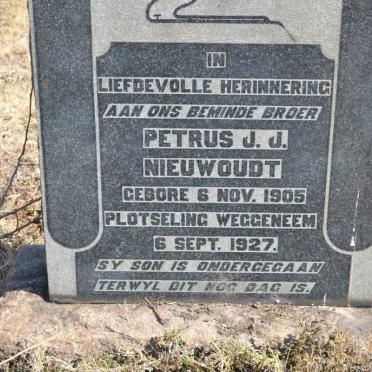 IN
LIEFDEVOLLE HERINNERING
AAN ONS BEMINDE BROER
PETRUS J. J.
NIEUWOUDT
GEBORE 6 NOV. 1905
PLOTSELING WEGGENEEM
6 SEPT. 1927.
SY SON IS ONDERGEGAAN
TERWYL DIT NOG DAG IS.